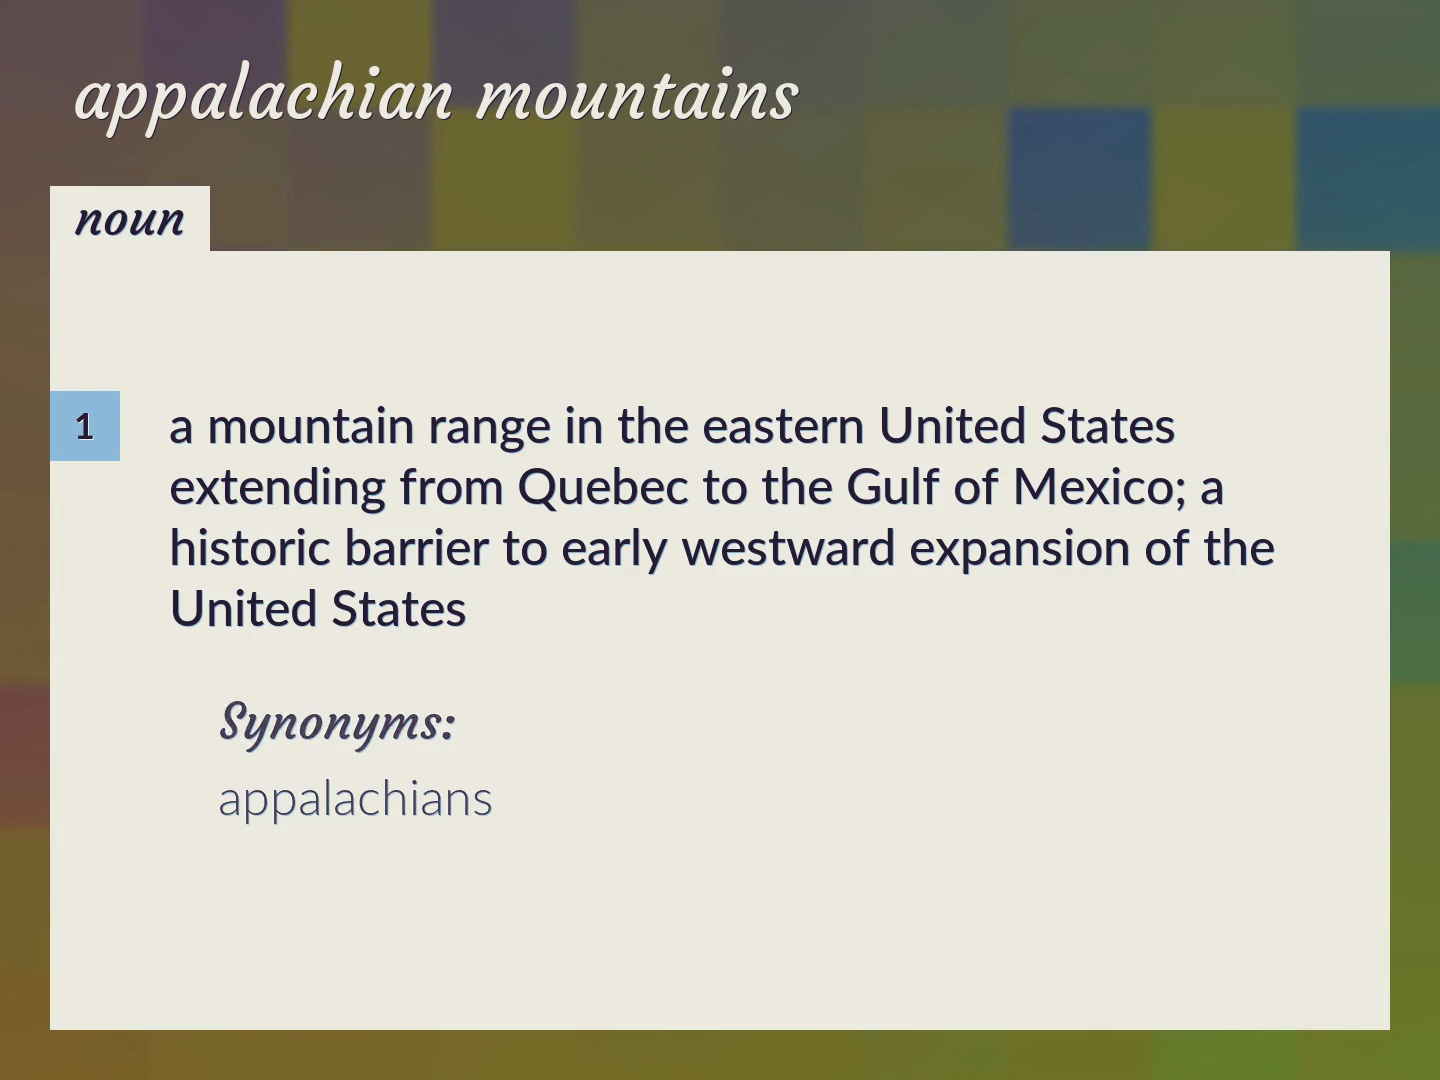 appalachian mountains
noun
1
a mountain range in the eastern United States
extending from Quebec to the Gulf of Mexico; a
historic barrier to early westward expansion of the
United States
Synonyms:
appalachians